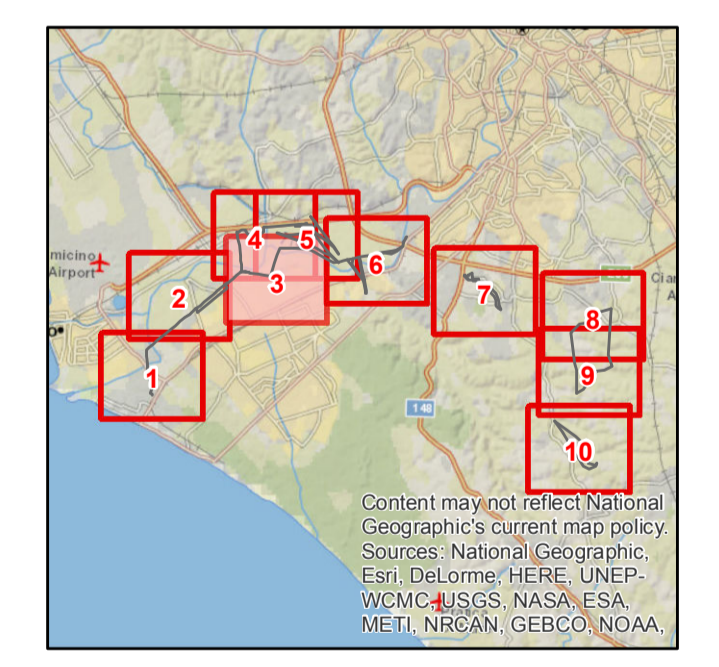 4
5
micino
Airport
6
3
7
Cian
A
2
8
1
9
148
10
Content may not reflect National
Geographic's current map policy.
Sources: National Geographic,
Esri, DeLorme, HERE, UNEP-
WCMC, USGS, NASA, ESA,
METI, NRCAN, GEBCO, NOAA,